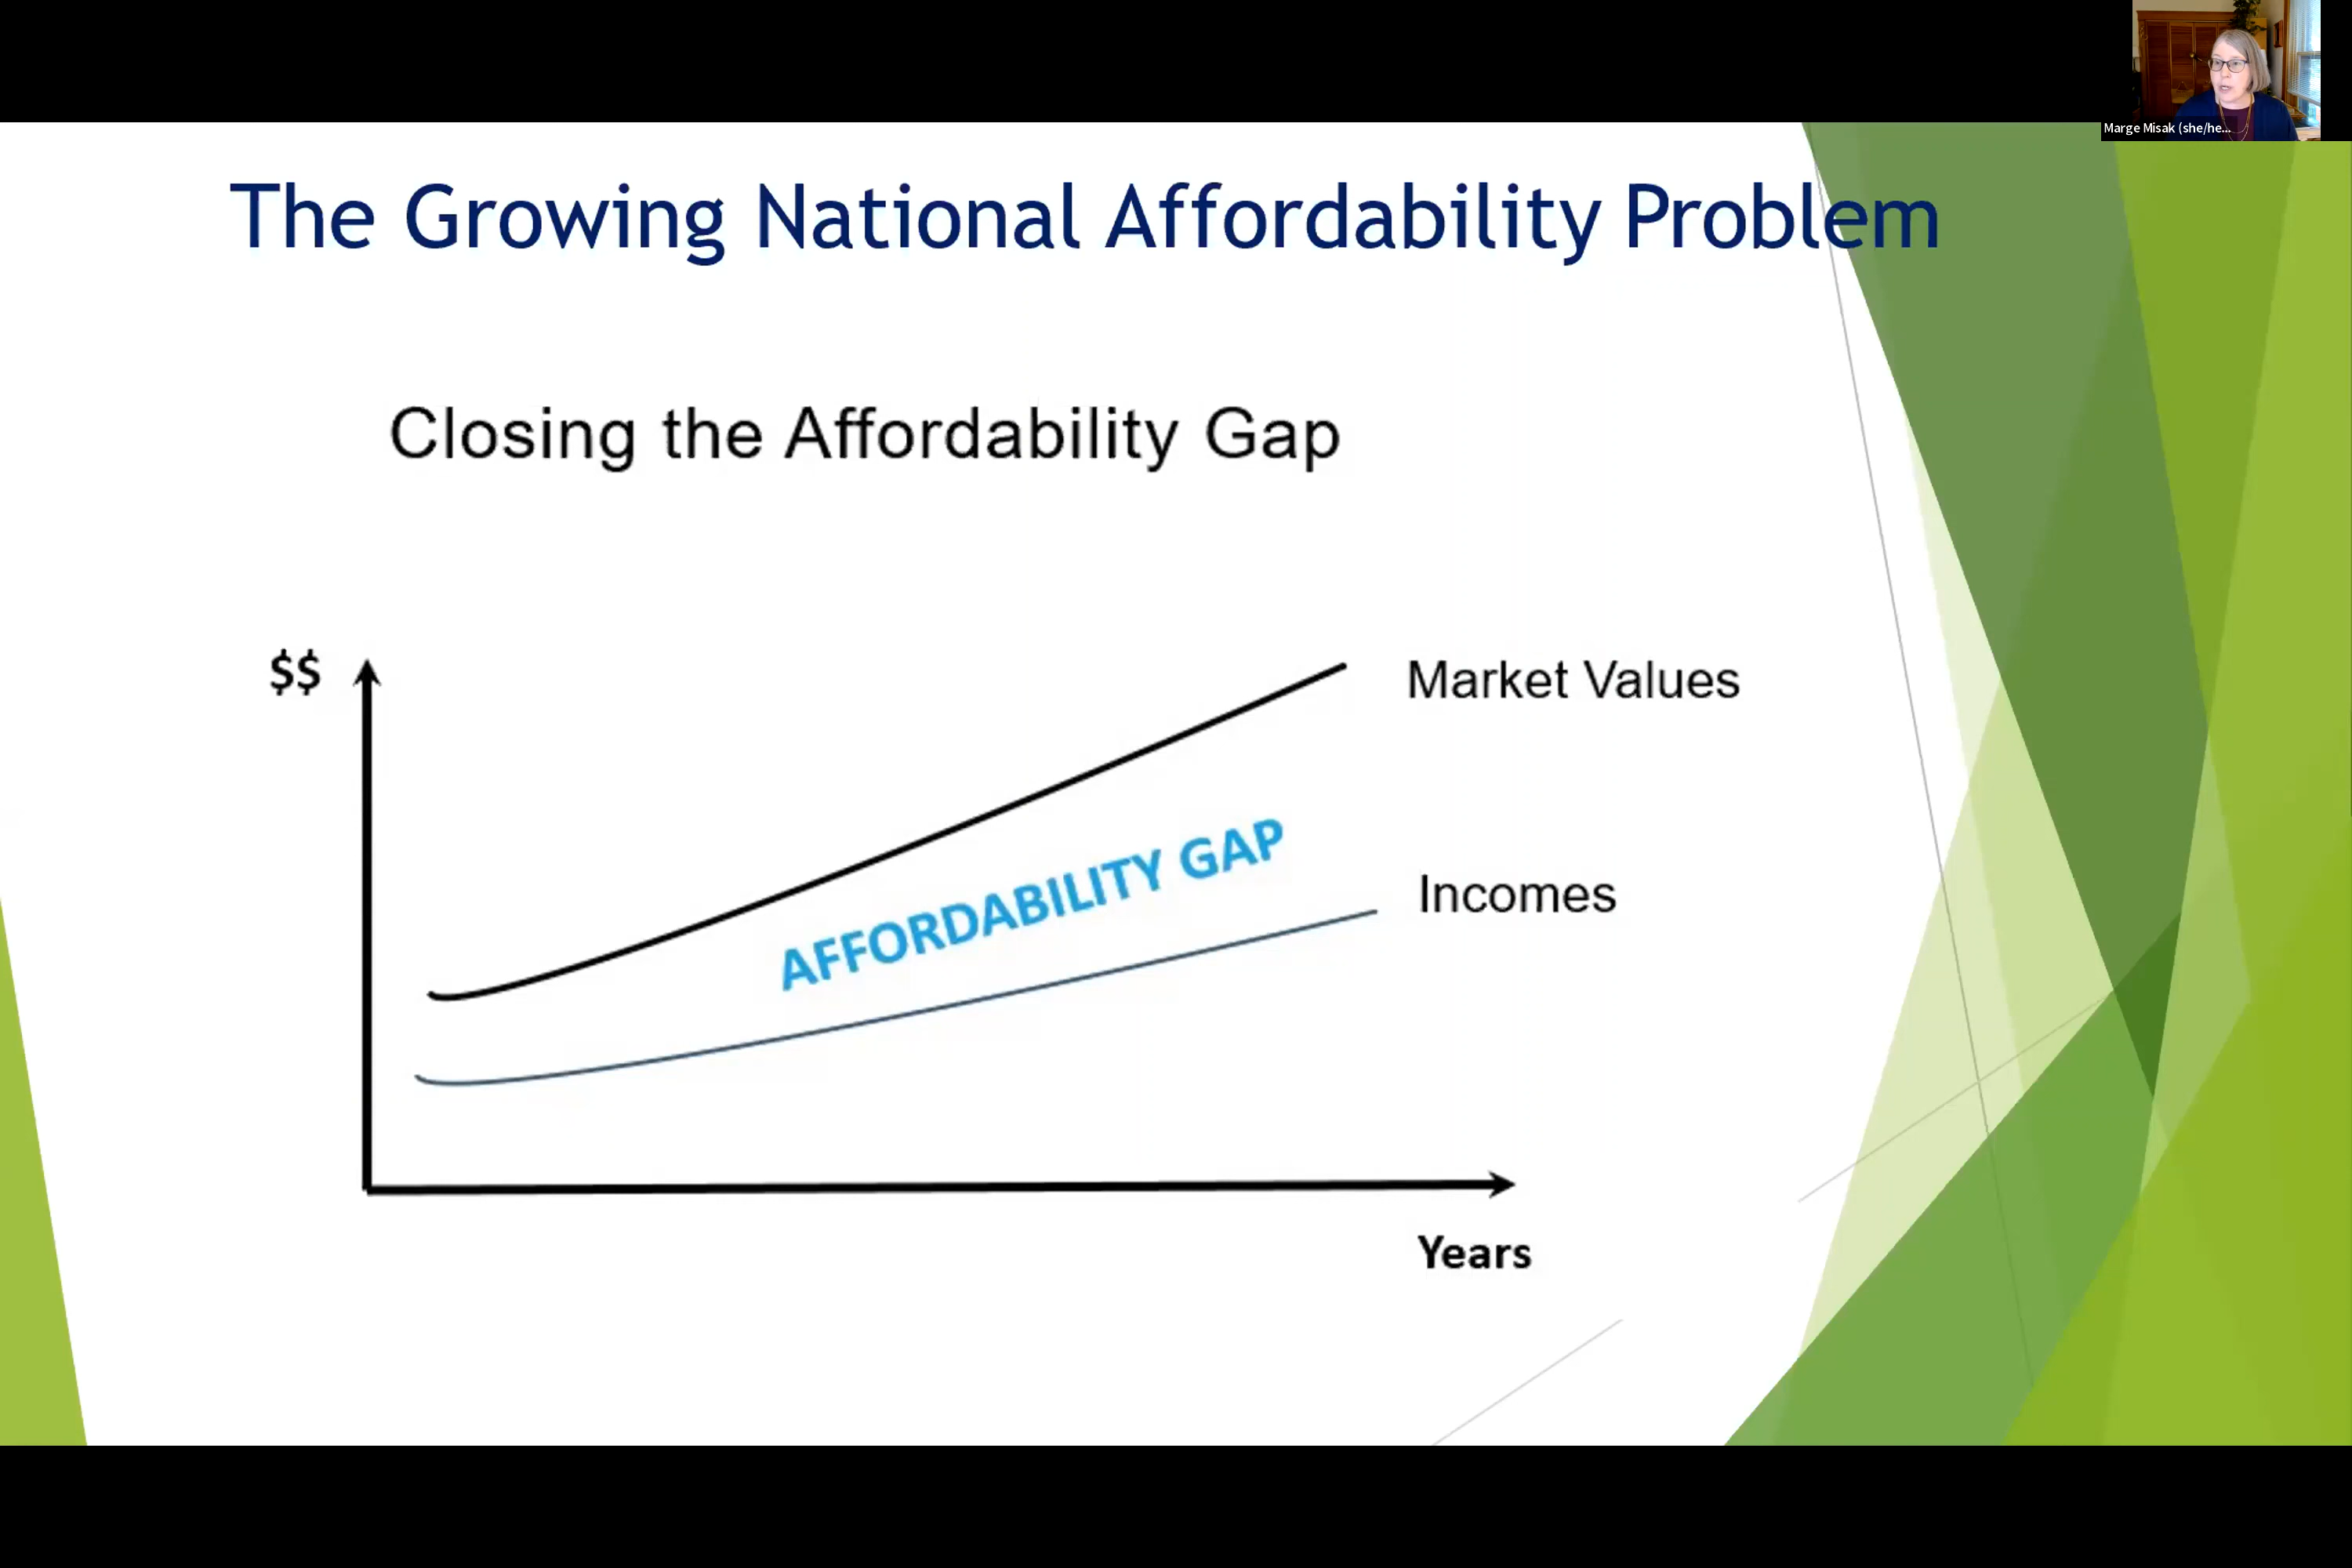 Marge Misak (she/he...
The Growing National Affordability Problem
Closing the Affordability Gap
$$
Market Values
AFFORDABILITY GAP
Incomes
Years